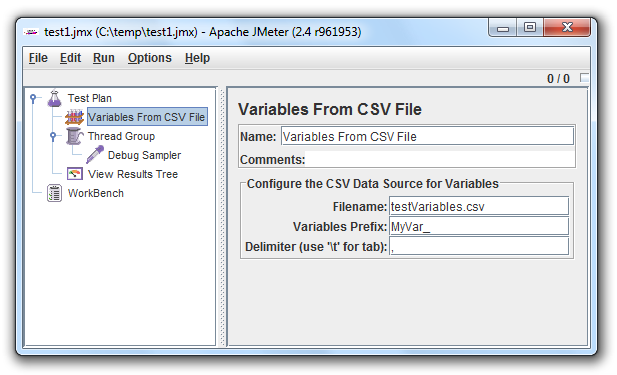 test1.jmx (C:\temp\test1.jmx) - Apache JMeter (2.4 r961953)
File Edit Run Options Help
0 / 0
Test Plan
Variables From CSV File
Thread Group
Debug Sampler
View Results Tree
WorkBench
Variables From CSV File
Name: Variables From CSV File
Comments:
Configure the CSV Data Source for Variables
Filename: testVariables.csv
Variables Prefix: MyVar_
Delimiter (use '\t' for tab): ,